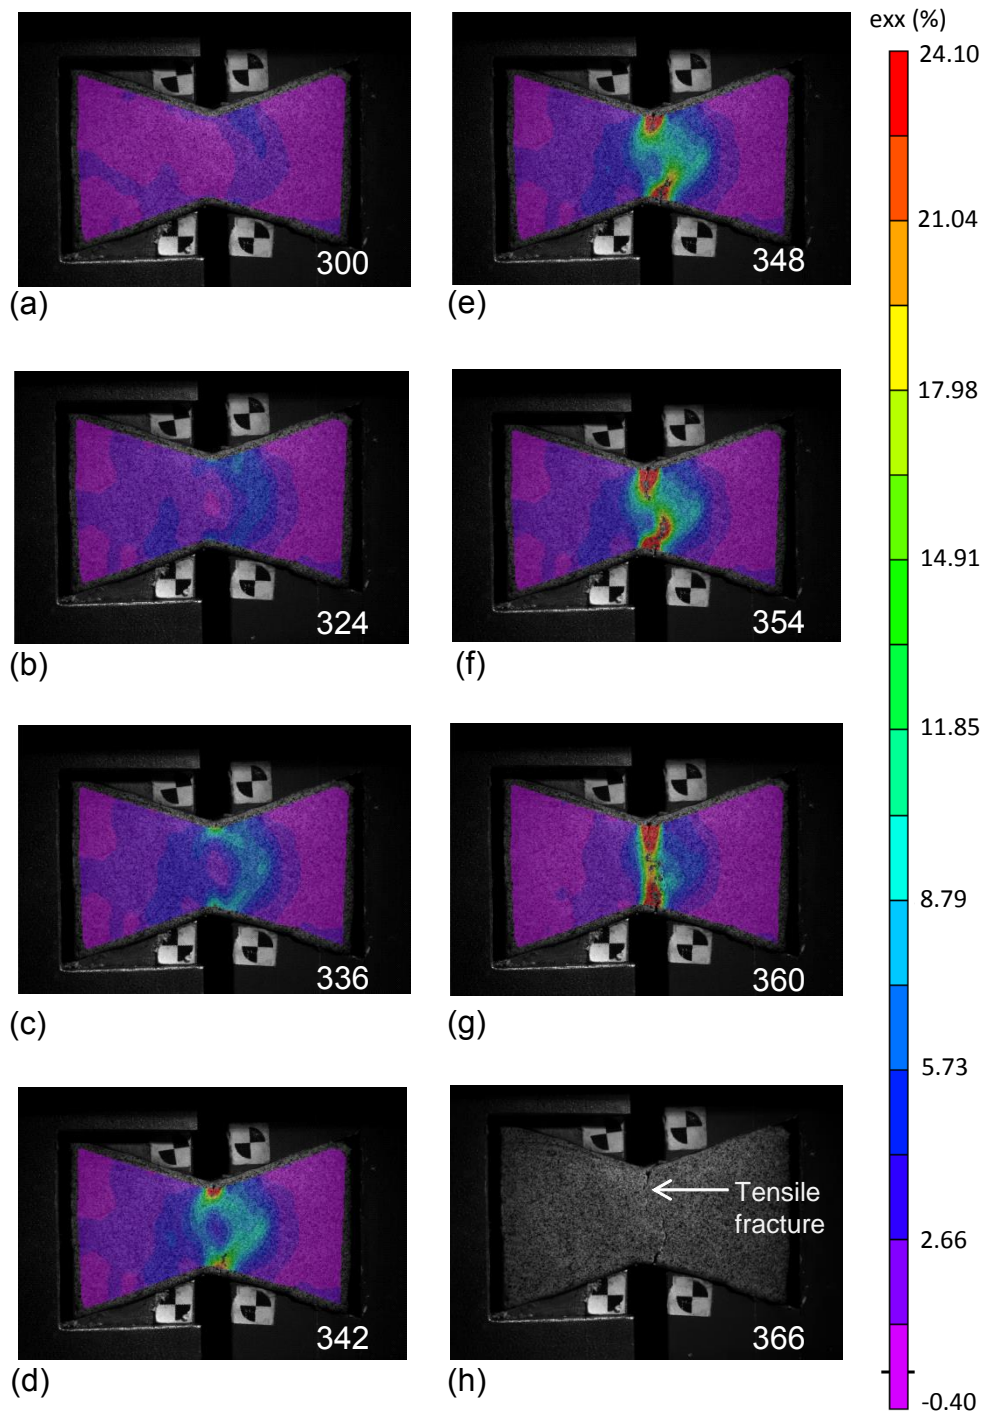 300
(a)
324
(b)
336
(c)
342
(d)
348
(e)
354
(f)
360
(g)
Tensile
fracture
366
(h)
exx (%)
24.10
21.04
17.98
14.91
11.85
8.79
5.73
2.66
-0.40